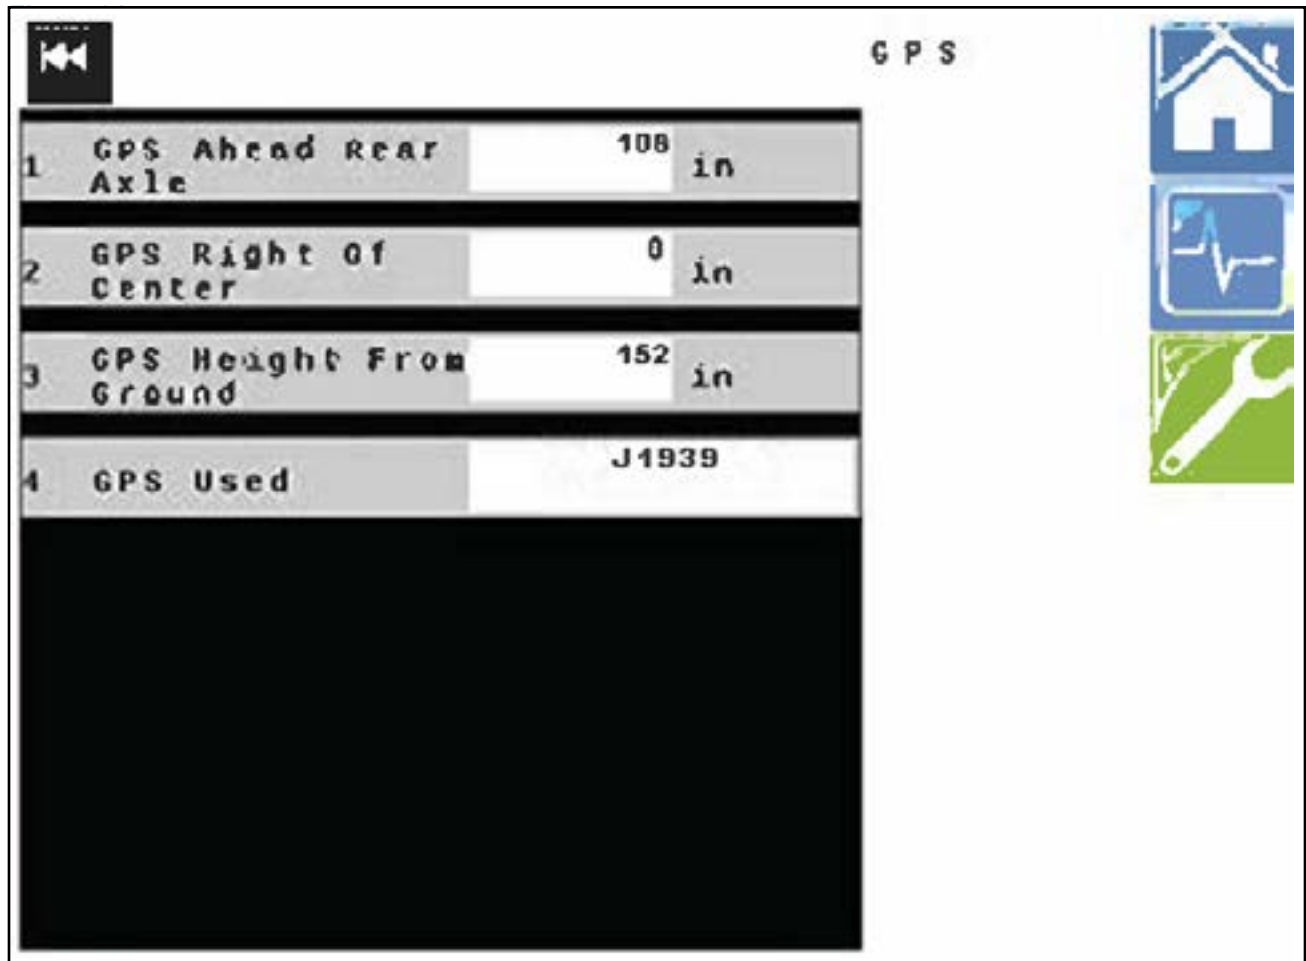 GPS
1 GPS Ahead Rear Axle 108 in
2 GPS Right Of Center 0 in
3 GPS Height From Ground 152 in
4 GPS Used J1939